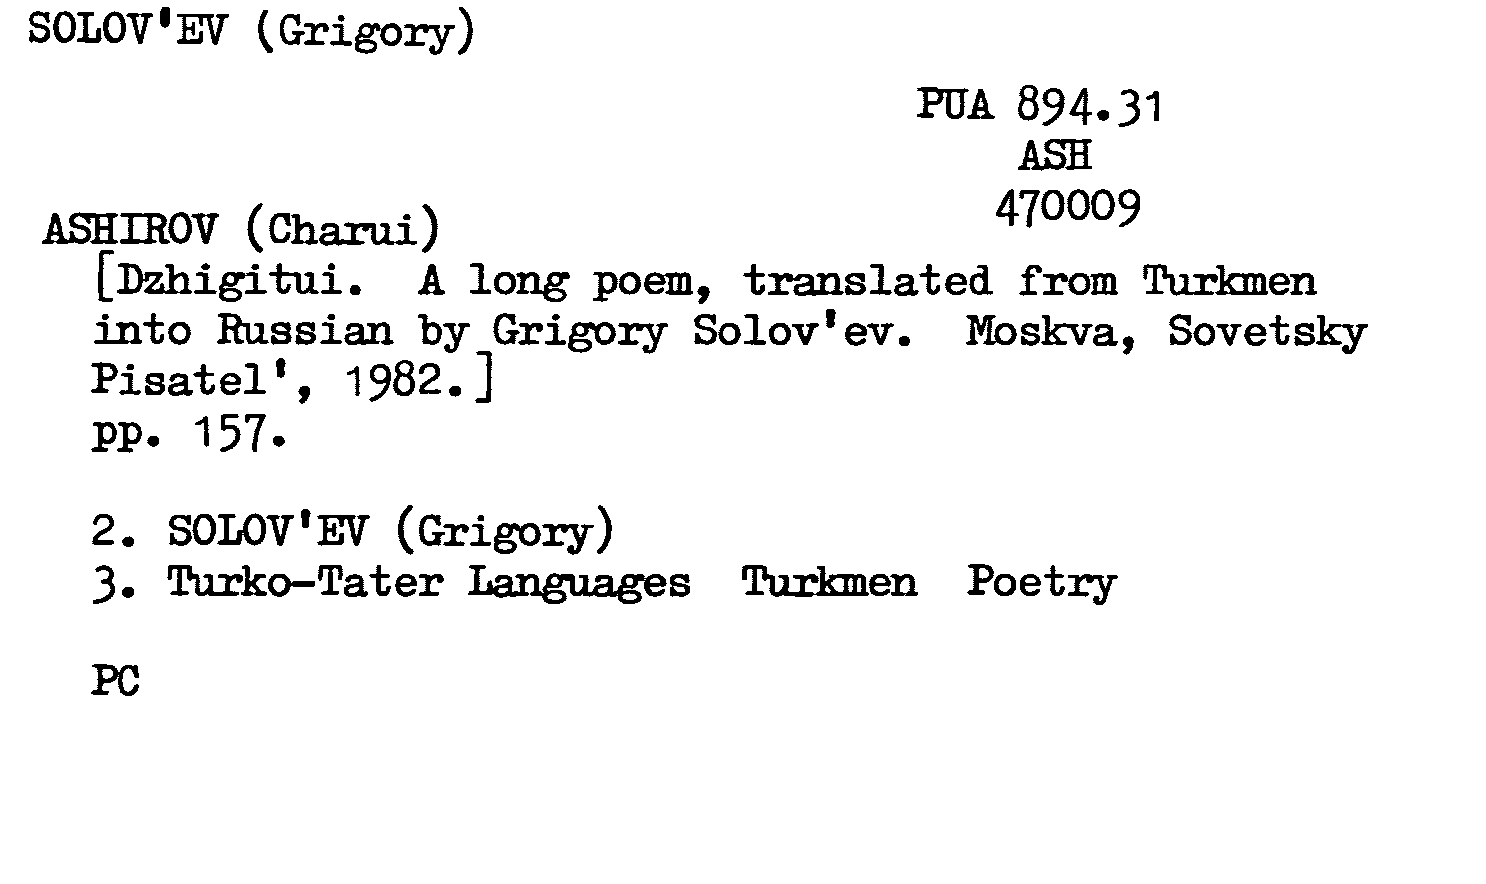 SOLOV'EV (Grigory)
PUA 894.31
ASH
470009
ASHIROV (Charui)
[Dzhigitui. A long poem, translated from Turkmen
into Russian by Grigory Solov'ev. Moskva, Sovetsky
Pisatel', 1982.]
pp. 157.
2. SOLOV'EV (Grigory)
3. Turko-Tater Languages Turkmen Poetry
PC